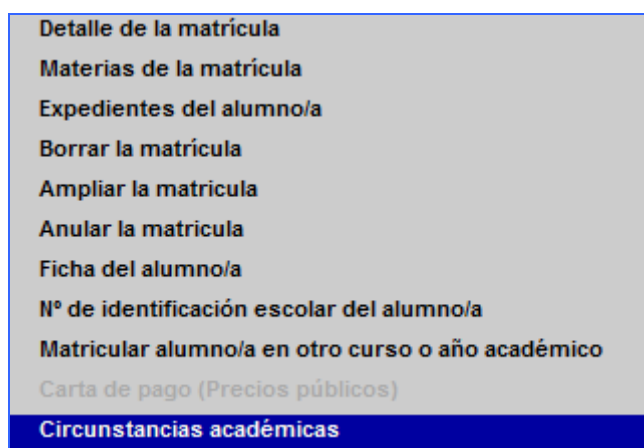 Detalle de la matrícula
Materias de la matrícula
Expedientes del alumno/a
Borrar la matrícula
Ampliar la matricula
Anular la matricula
Ficha del alumno/a
Nº de identificación escolar del alumno/a
Matricular alumno/a en otro curso o año académico
Carta de pago (Precios públicos)
Circunstancias académicas